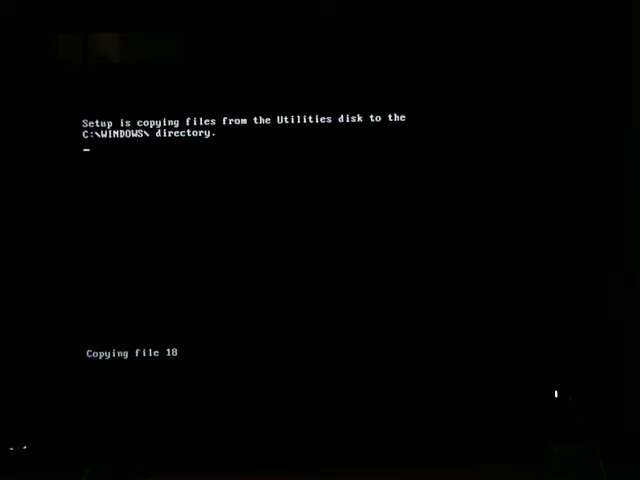 Setup is copying files from the Utilities disk to the
C:\WINDOWS\ directory.
Copying file 18